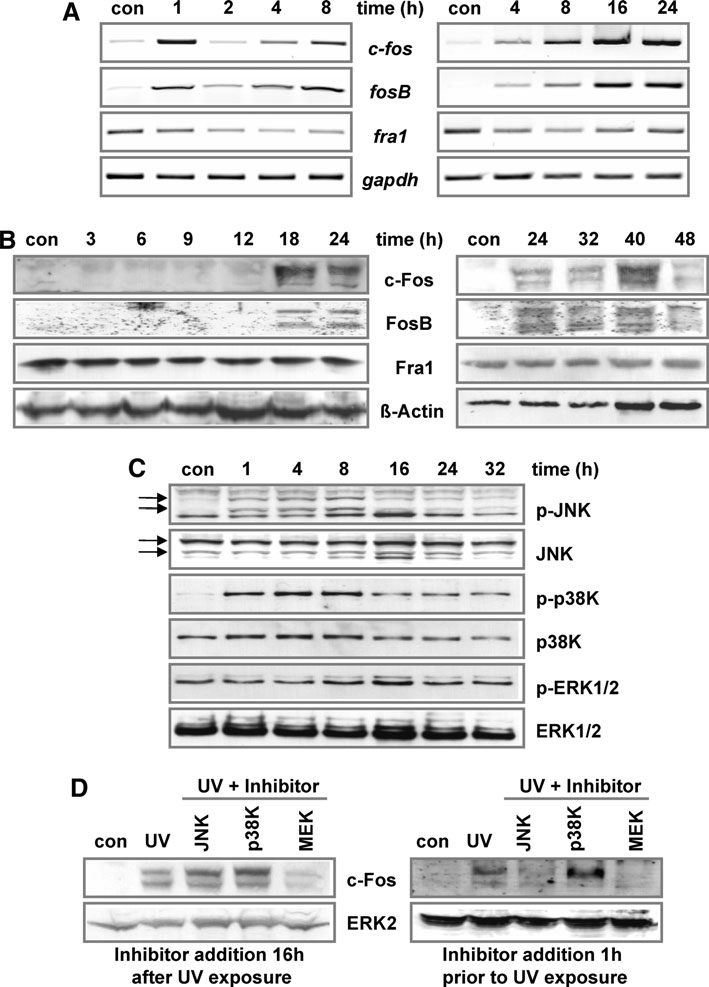 A
con 1 2 4 8 time (h) con 4 8 16 24
c-fos
fosB
fra1
gapdh
B
con 3 6 9 12 18 24 time (h) con 24 32 40 48
c-Fos
FosB
Fra1
ß-Actin
C
con 1 4 8 16 24 32 time (h)
p-JNK
JNK
p-p38K
p38K
p-ERK1/2
ERK1/2
D
UV + Inhibitor UV + Inhibitor
con UV JNK p38K MEK con UV JNK p38K MEK
c-Fos
ERK2
Inhibitor addition 16h
after UV exposure
Inhibitor addition 1h
prior to UV exposure